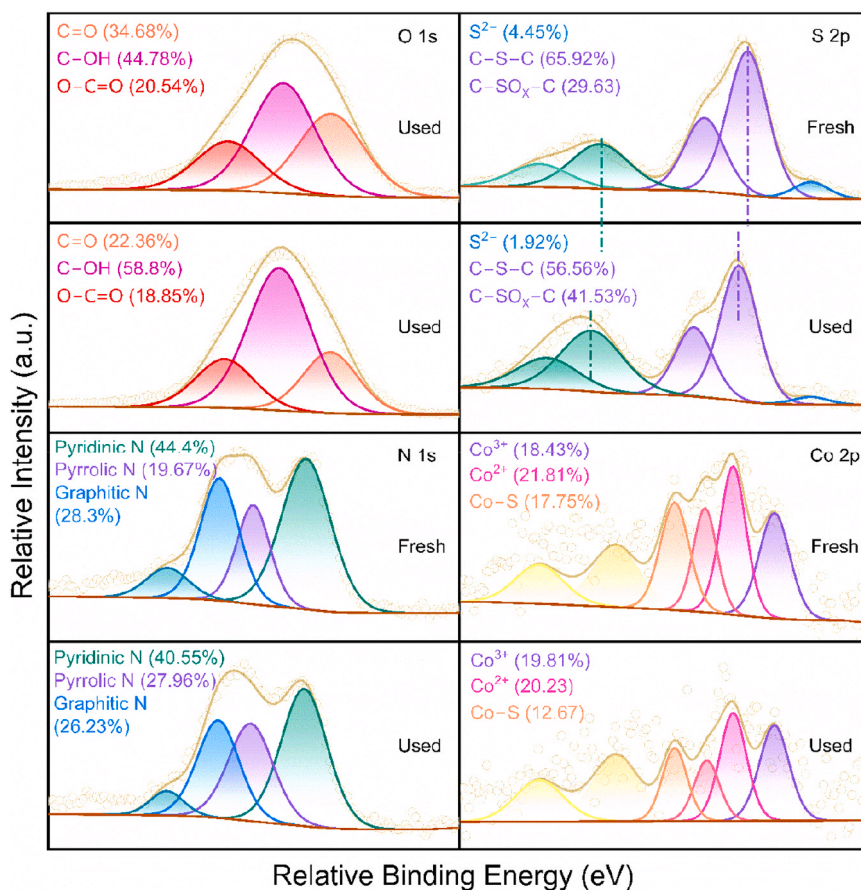 Relative Intensity (a.u.)
C=O (34.68%)
C−OH (44.78%)
O−C=O (20.54%)
O 1s
Used
S²⁻ (4.45%)
C−S−C (65.92%)
C−SOₓ−C (29.63)
S 2p
Fresh
C=O (22.36%)
C−OH (58.8%)
O−C=O (18.85%)
Used
S²⁻ (1.92%)
C−S−C (56.56%)
C−SOₓ−C (41.53%)
Used
Pyridinic N (44.4%)
Pyrrolic N (19.67%)
Graphitic N
(28.3%)
N 1s
Fresh
Co³⁺ (18.43%)
Co²⁺ (21.81%)
Co−S (17.75%)
Co 2p
Fresh
Pyridinic N (40.55%)
Pyrrolic N (27.96%)
Graphitic N
(26.23%)
Used
Co³⁺ (19.81%)
Co²⁺ (20.23)
Co−S (12.67)
Used
Relative Binding Energy (eV)